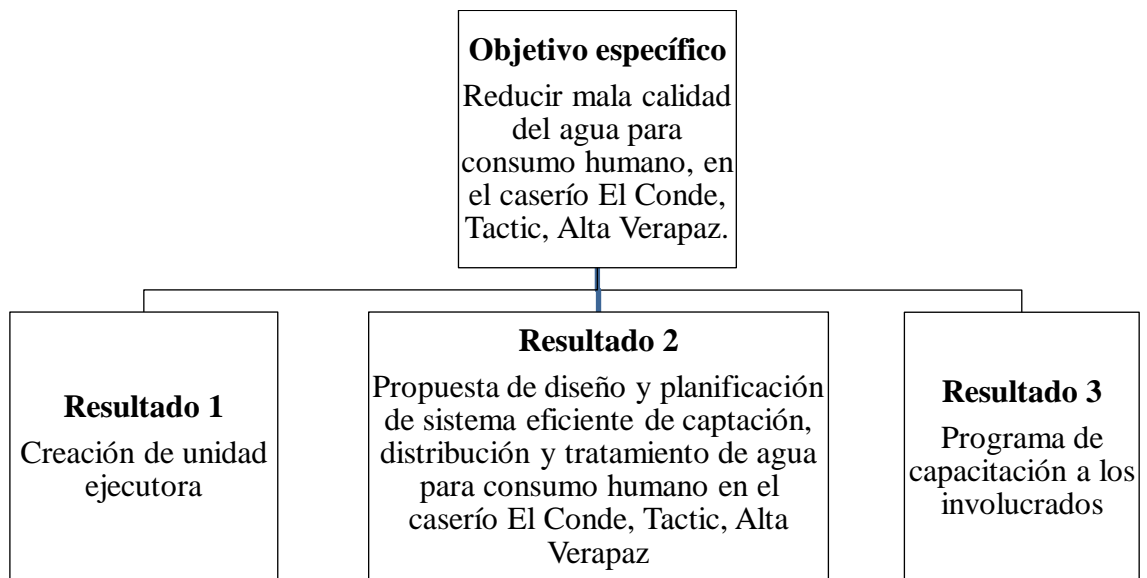 Objetivo específico
Reducir mala calidad
del agua para
consumo humano, en
el caserío El Conde,
Tactic, Alta Verapaz.
Resultado 1
Creación de unidad
ejecutora
Resultado 2
Propuesta de diseño y planificación
de sistema eficiente de captación,
distribución y tratamiento de agua
para consumo humano en el
caserío El Conde, Tactic, Alta
Verapaz
Resultado 3
Programa de
capacitación a los
involucrados